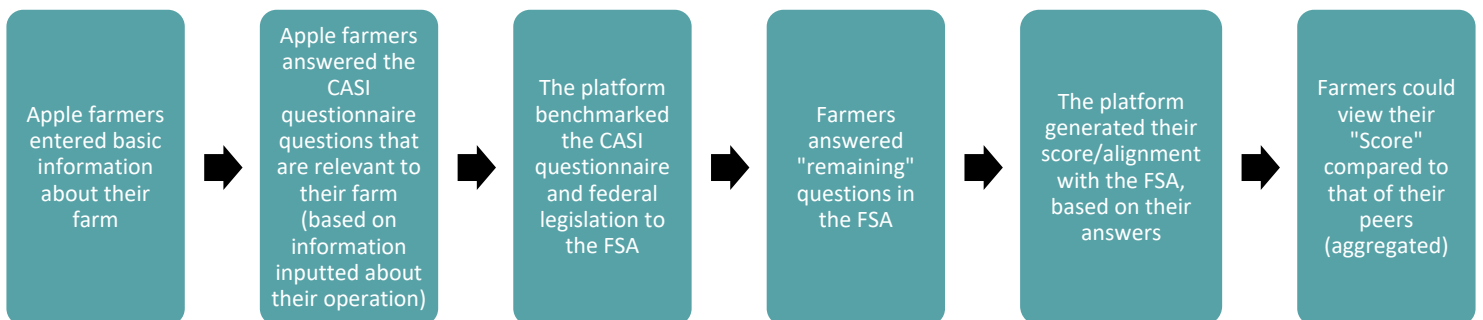 Apple farmers
entered basic
information
about their
farm
Apple farmers
answered the
CASI
questionnaire
questions that
are relevant to
their farm
(based on
information
inputted about
their operation)
The platform
benchmarked
the CASI
questionnaire
and federal
legislation to
the FSA
Farmers
answered
"remaining"
questions in
the FSA
The platform
generated their
score/alignment
with the FSA,
based on their
answers
Farmers could
view their
"Score"
compared to
that of their
peers
(aggregated)